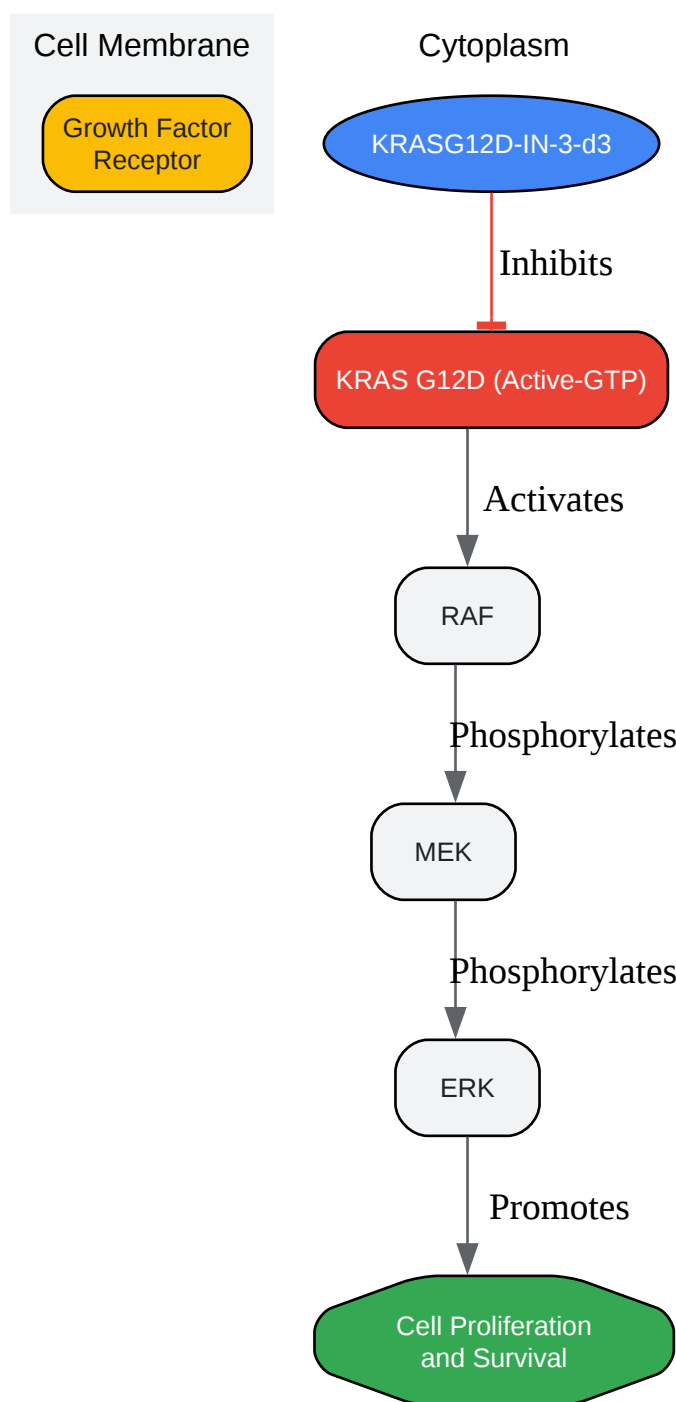 Cell Membrane
Growth Factor
Receptor
Cytoplasm
KRASG12D-IN-3-d3
Inhibits
KRAS G12D (Active-GTP)
Activates
RAF
Phosphorylates
MEK
Phosphorylates
ERK
Promotes
Cell Proliferation
and Survival